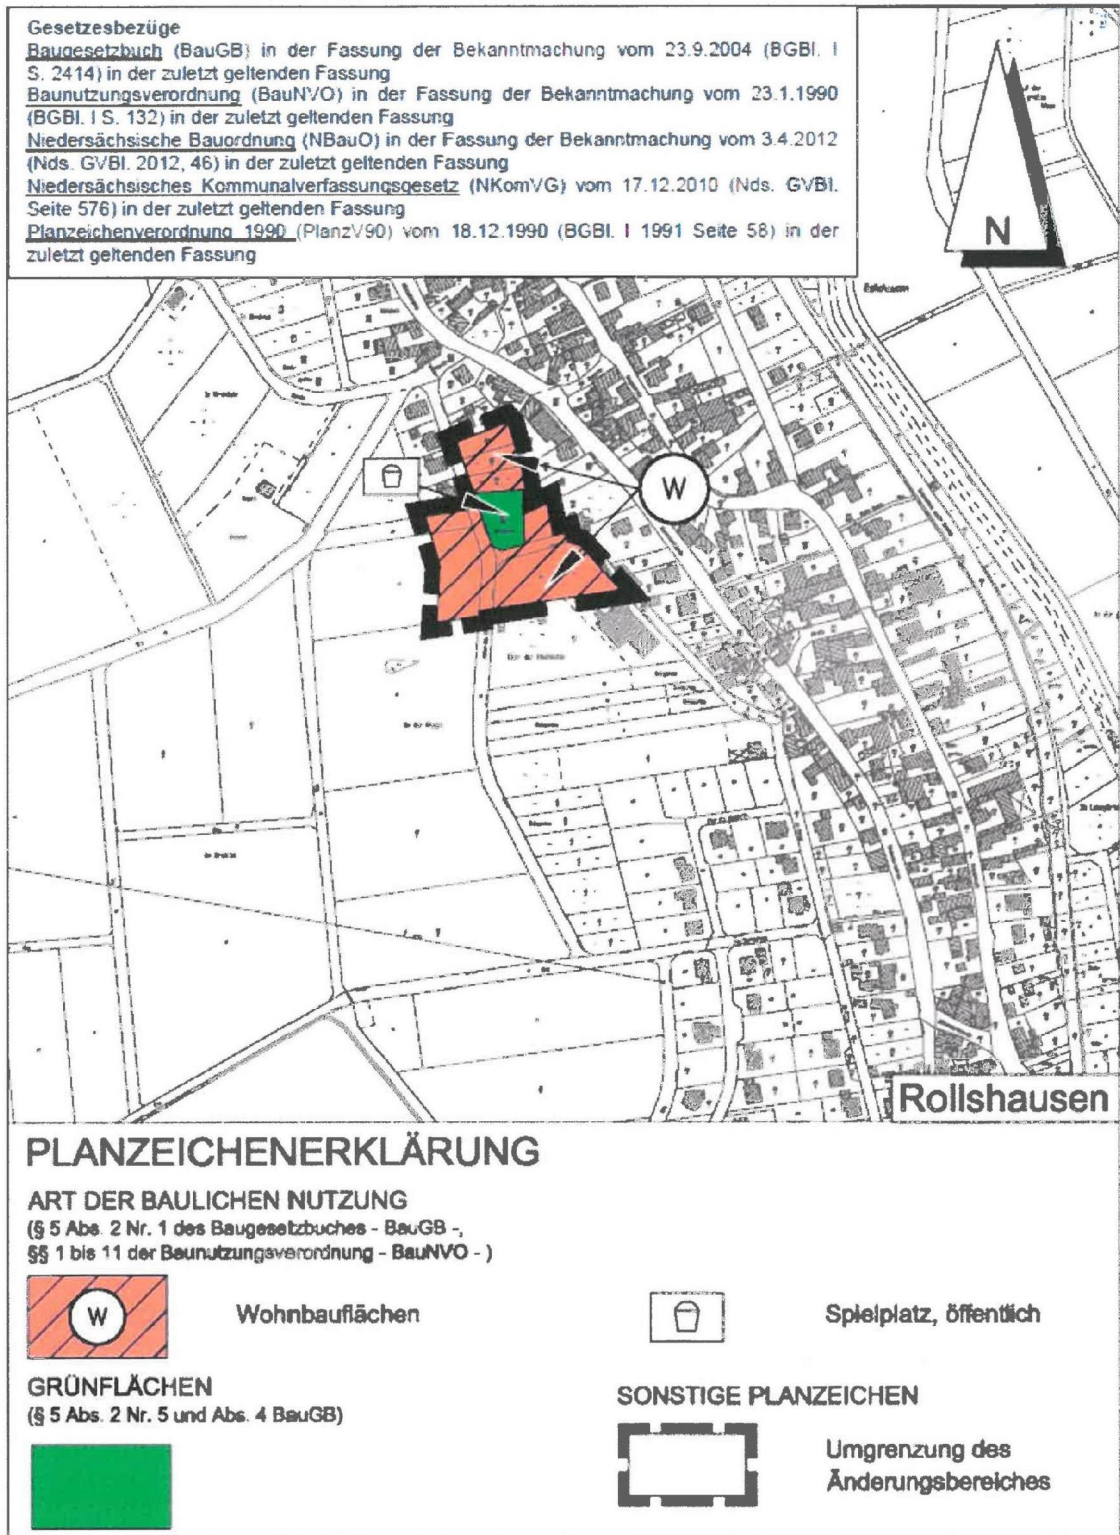 Gesetzesbezüge
Baugesetzbuch (BauGB) in der Fassung der Bekanntmachung vom 23.9.2004 (BGBl. I
S. 2414) in der zuletzt geltenden Fassung
Baunutzungsverordnung (BauNVO) in der Fassung der Bekanntmachung vom 23.1.1990
(BGBl. I S. 132) in der zuletzt geltenden Fassung
Niedersächsische Bauordnung (NBauO) in der Fassung der Bekanntmachung vom 3.4.2012
(Nds. GVBl. 2012, 46) in der zuletzt geltenden Fassung
Niedersächsisches Kommunalverfassungsgesetz (NKomVG) vom 17.12.2010 (Nds. GVBl.
Seite 576) in der zuletzt geltenden Fassung
Planzeichenverordnung 1990 (PlanzV90) vom 18.12.1990 (BGBl. I 1991 Seite 58) in der
zuletzt geltenden Fassung
N
W
Rollshausen
PLANZEICHENERKLÄRUNG
ART DER BAULICHEN NUTZUNG
(§ 5 Abs. 2 Nr. 1 des Baugesetzbuches - BauGB -,
§§ 1 bis 11 der Baunutzungsverordnung - BauNVO - )
W
Wohnbauflächen
Spielplatz, öffentlich
GRÜNFLÄCHEN
(§ 5 Abs. 2 Nr. 5 und Abs. 4 BauGB)
SONSTIGE PLANZEICHEN
Umgrenzung des
Änderungsbereiches